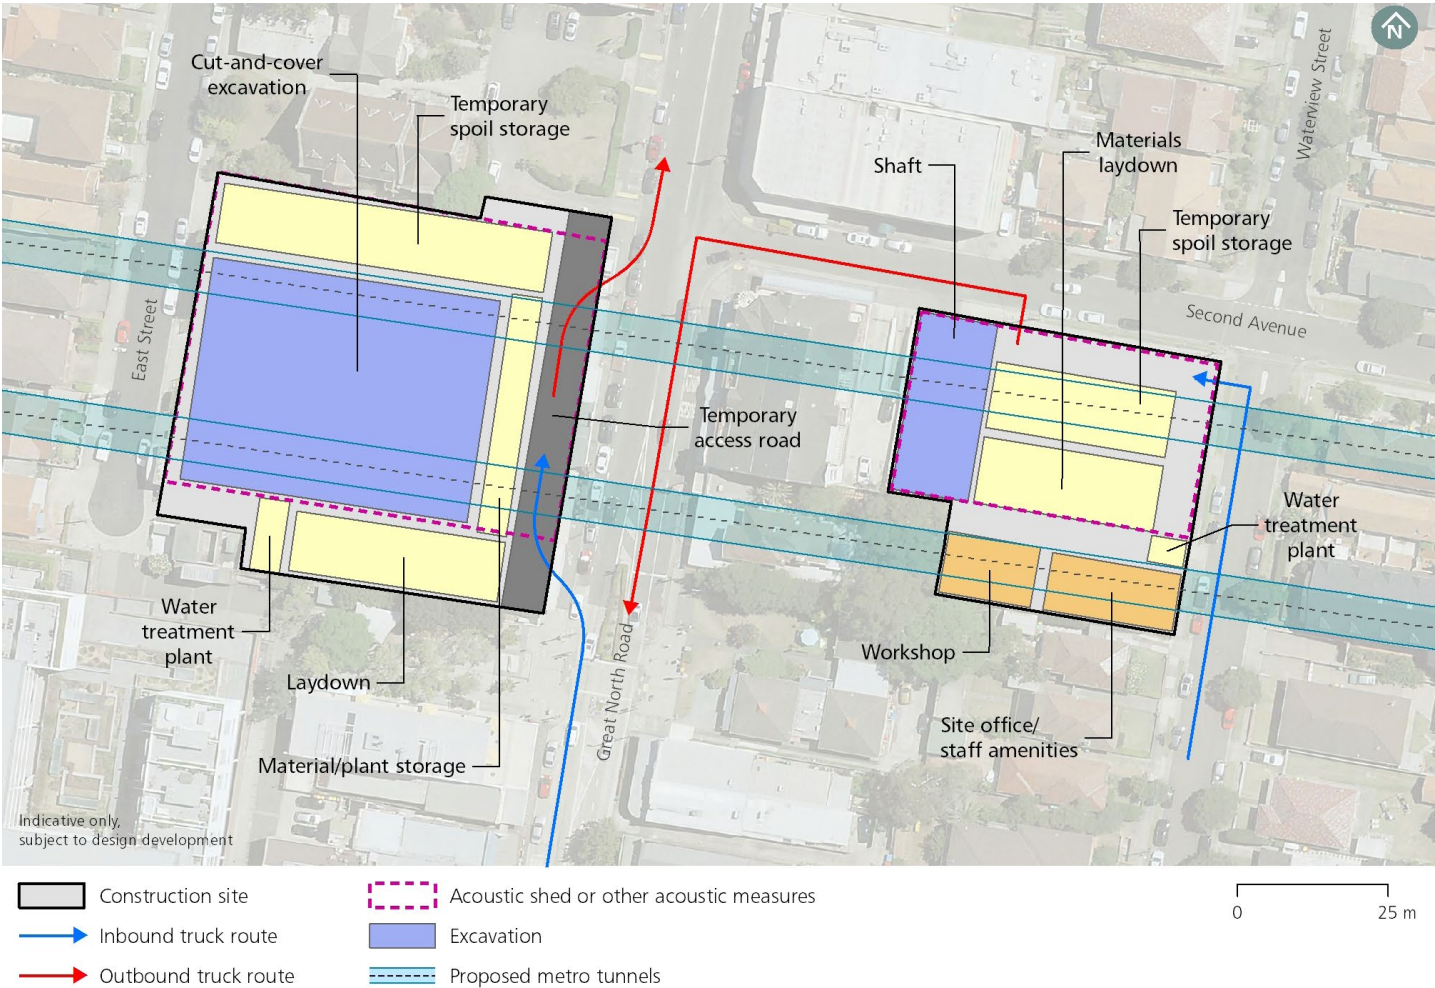 N
Cut-and-cover
excavation
Temporary
spoil storage
Shaft
Materials
laydown
Waterview Street
Temporary
spoil storage
Second Avenue
East Street
Temporary
access road
Water
treatment
plant
Water
treatment
plant
Laydown
Great North Road
Workshop
Site office/
staff amenities
Material/plant storage
Indicative only,
subject to design development
Construction site
Inbound truck route
Outbound truck route
Acoustic shed or other acoustic measures
Excavation
Proposed metro tunnels
0
25 m